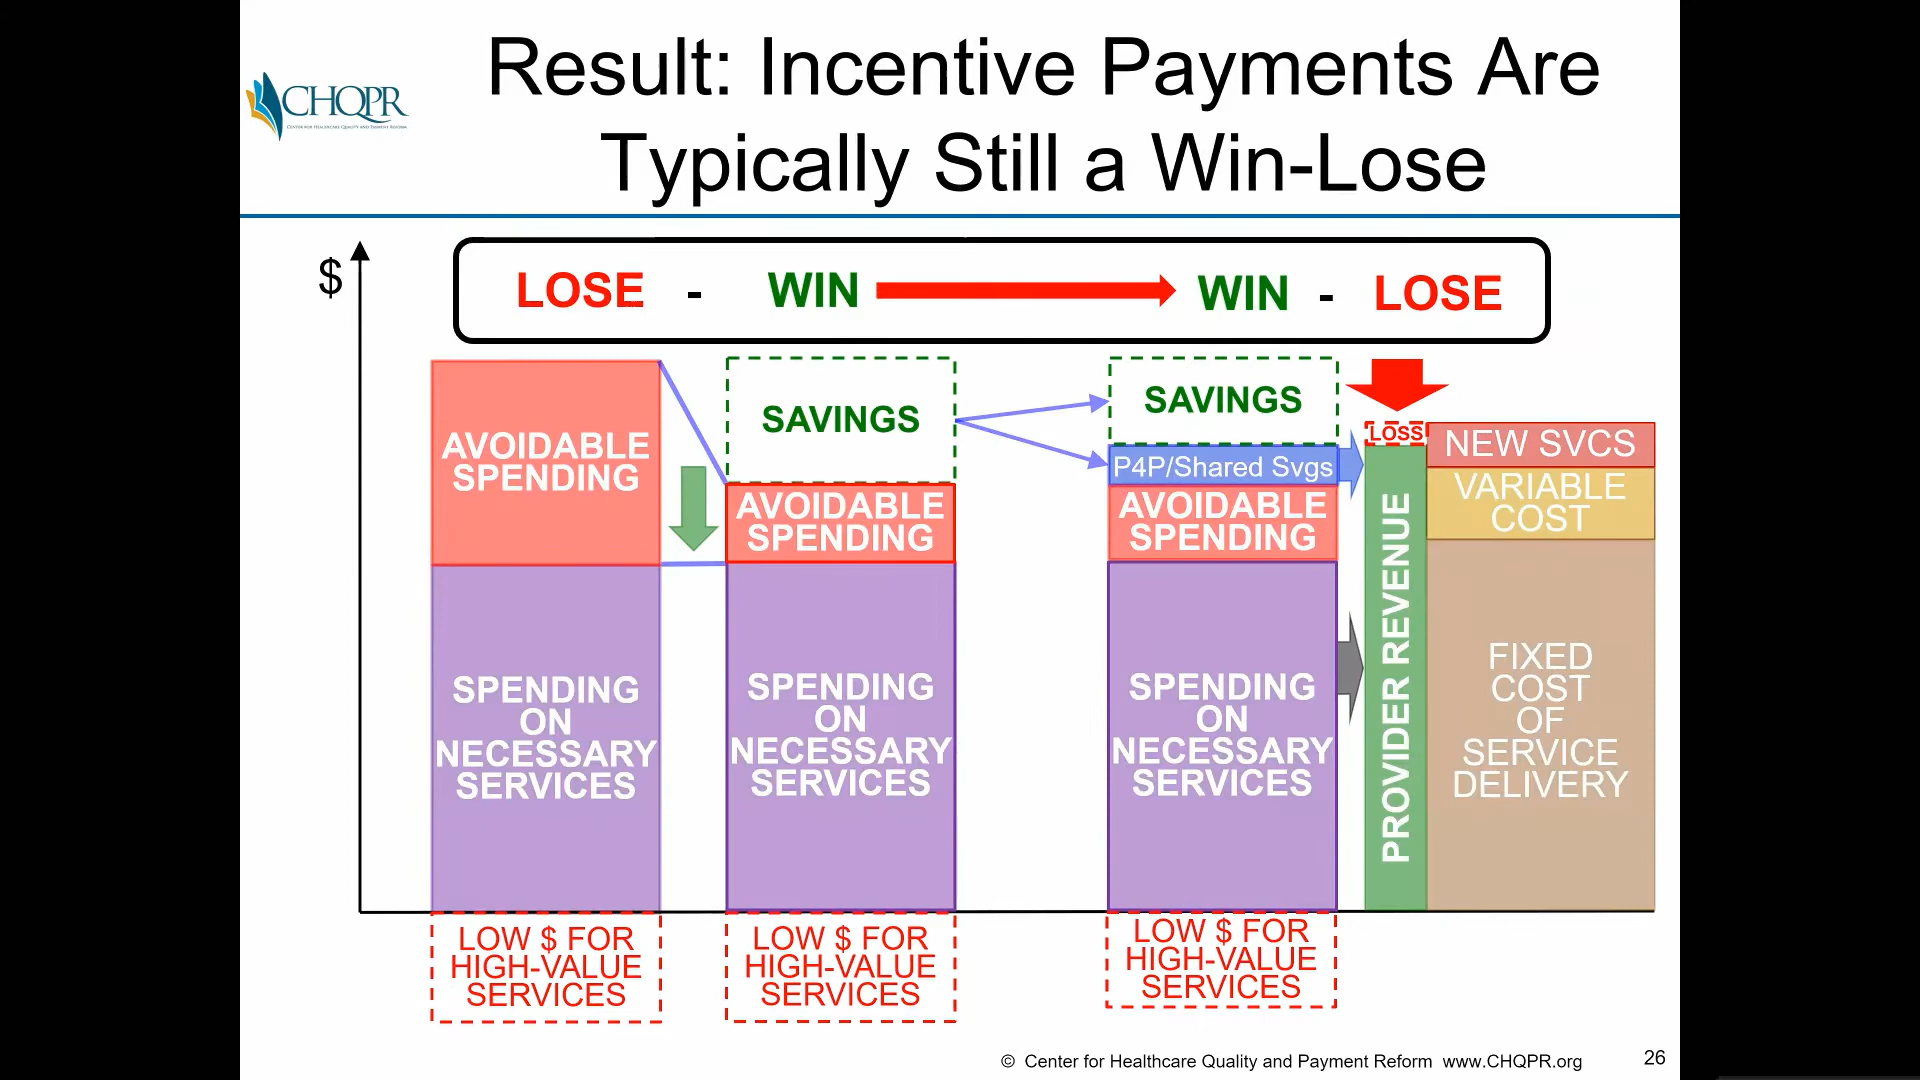 Result: Incentive Payments Are
Typically Still a Win-Lose
CHQPR
CENTER FOR HEALTHCARE QUALITY AND PAYMENT REFORM
$
LOSE - WIN WIN - LOSE
AVOIDABLE
SPENDING
SPENDING
ON
NECESSARY
SERVICES
LOW $ FOR
HIGH-VALUE
SERVICES
SAVINGS
AVOIDABLE
SPENDING
SPENDING
ON
NECESSARY
SERVICES
LOW $ FOR
HIGH-VALUE
SERVICES
SAVINGS
P4P/Shared Svgs
AVOIDABLE
SPENDING
SPENDING
ON
NECESSARY
SERVICES
LOW $ FOR
HIGH-VALUE
SERVICES
LOSS
PROVIDER REVENUE
NEW SVCS
VARIABLE
COST
FIXED
COST
OF
SERVICE
DELIVERY
© Center for Healthcare Quality and Payment Reform www.CHQPR.org
26